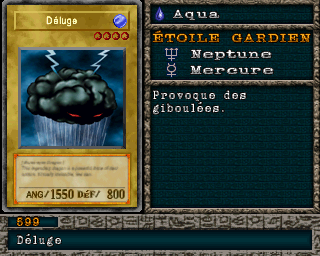 Déluge
ANG/1550 DÉF/ 800
Aqua
ÉTOILE GARDIEN
Neptune
Mercure
Provoque des
giboulées.
599
Déluge